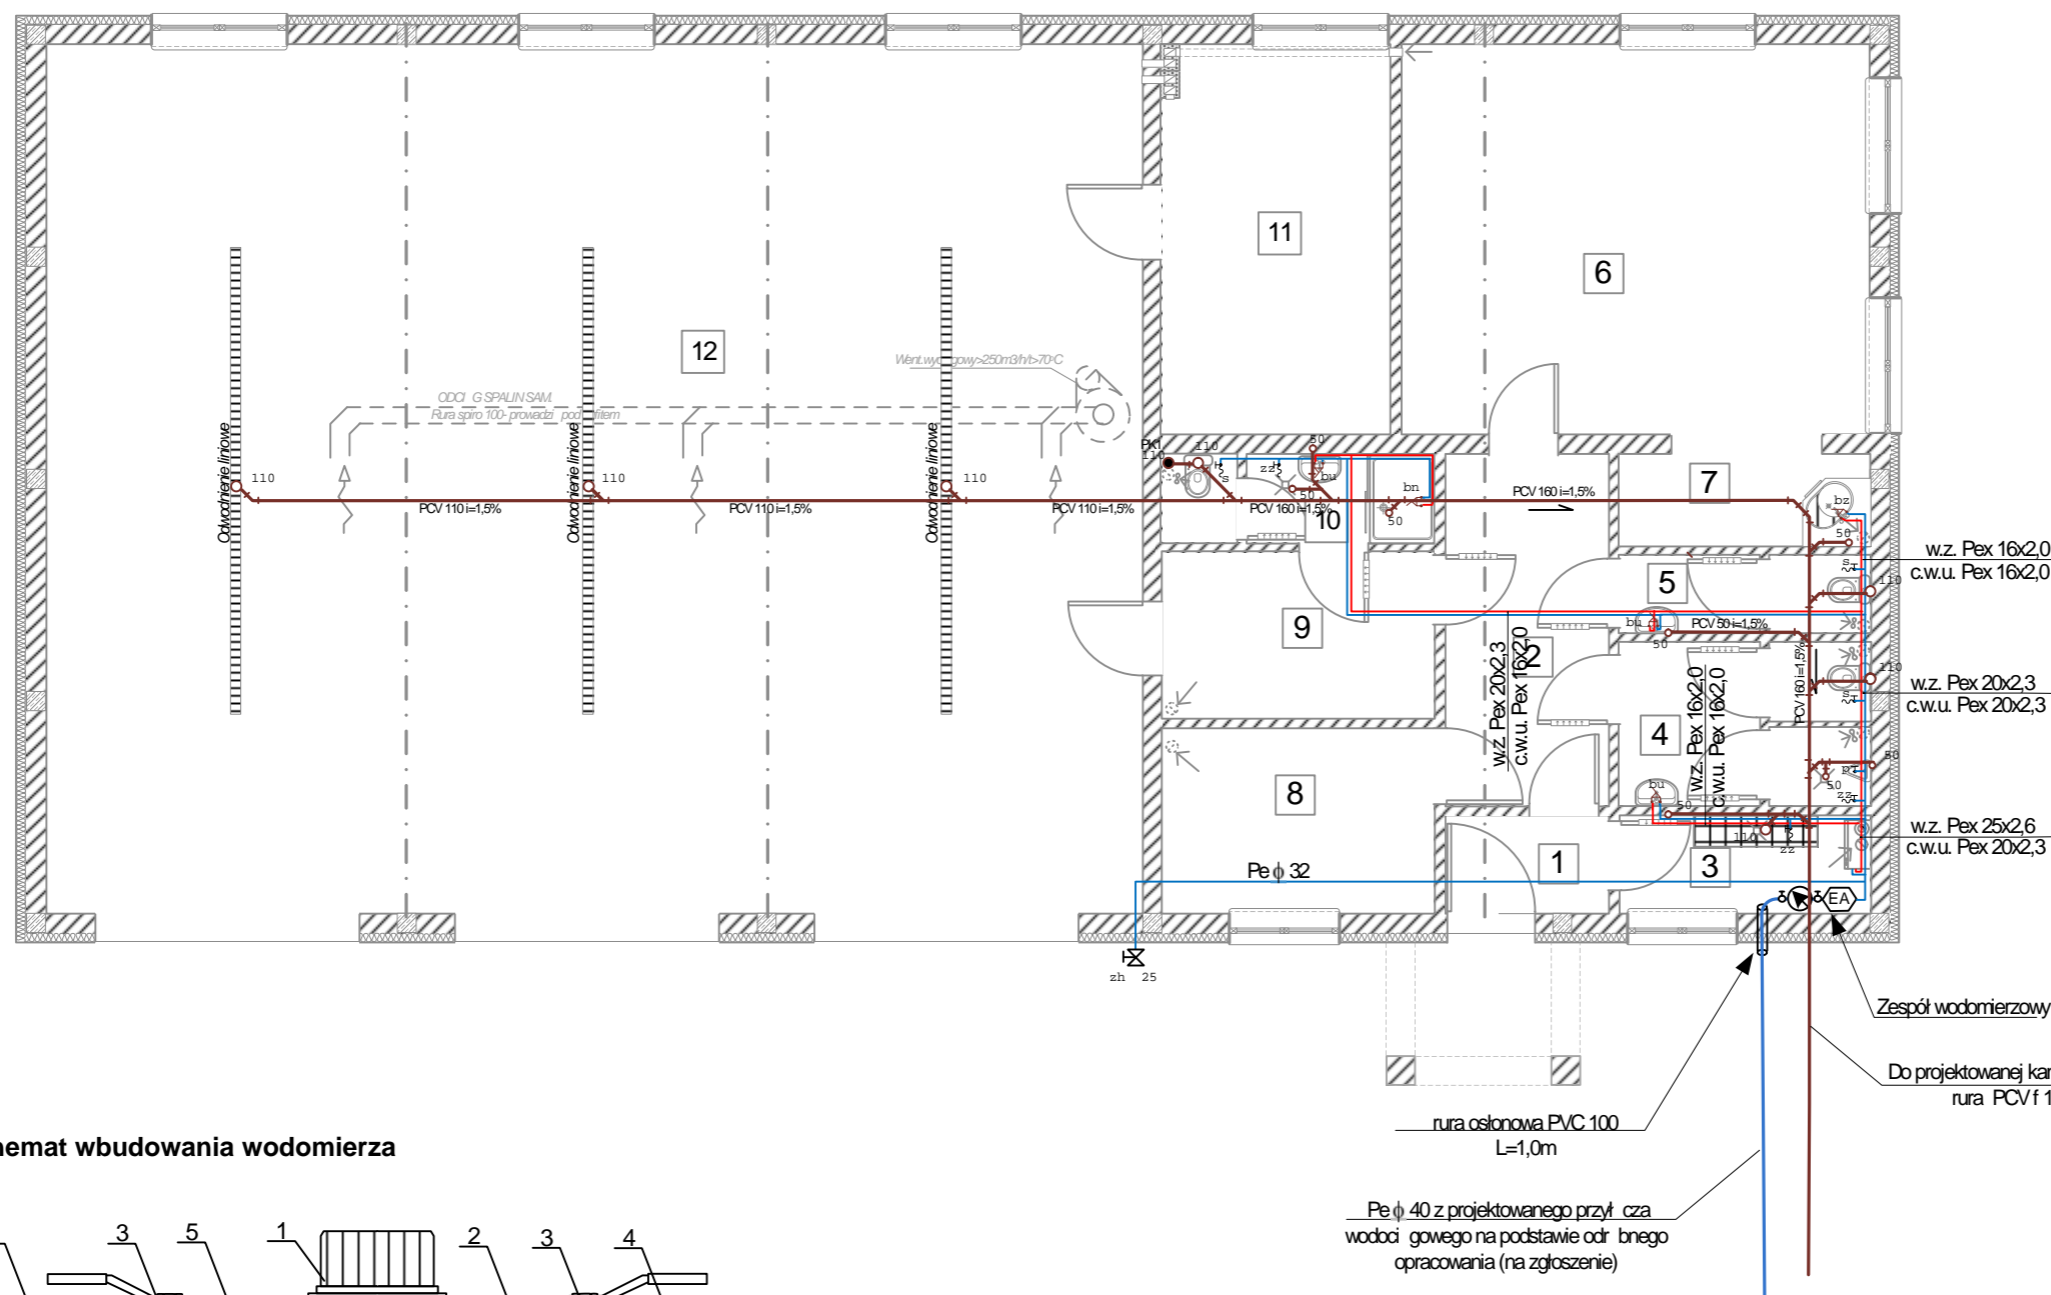 11
6
12
Went.wyc gowy>250m3/h/t>70°C
ODCI G SPALIN SAM.
Rura spiro 100- prowadzi pod fitem
Odwodnienie liniowe
Odwodnienie liniowe
Odwodnienie liniowe
110
110
110
PCV 110 i=1,5%
PCV 110 i=1,5%
PCV 110 i=1,5%
PK1
110
110
s
zz
50
bu
50
bn
50
PCV 160 i=1,5%
10
PCV 160 i=1,5%
7
bz
50
w.z. Pex 16x2,0
c.w.u. Pex 16x2,0
s
110
5
bu
50
PCV 50 i=1,5%
9
2
w.z. Pex 20x2,3
c.w.u. Pex 16x2,0
PCV 160 i=1,5%
110
s
w.z. Pex 20x2,3
c.w.u. Pex 20x2,3
4
w.z. Pex 16x2,0
c.w.u. Pex 16x2,0
50
50
zz
8
bu
50
110
zz
w.z. Pex 25x2,6
c.w.u. Pex 20x2,3
1
3
Pe ϕ 32
EA
zh 25
Zespół wodomierzowy
Do projektowanej kar
rura PCV f 1
rura osłonowa PVC 100
L=1,0m
Pe ϕ 40 z projektowanego przył cza
wodoci gowego na podstawie odr bnego
opracowania (na zgłoszenie)
hemat wbudowania wodomierza
3 5 1 2 3 4